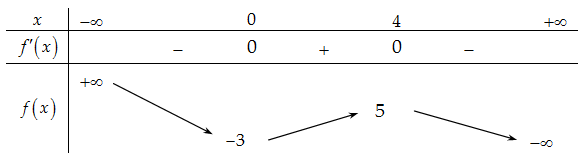 x −∞ 0 4 +∞
f′(x) − 0 + 0 −
+∞
f(x) 5
−3 −∞